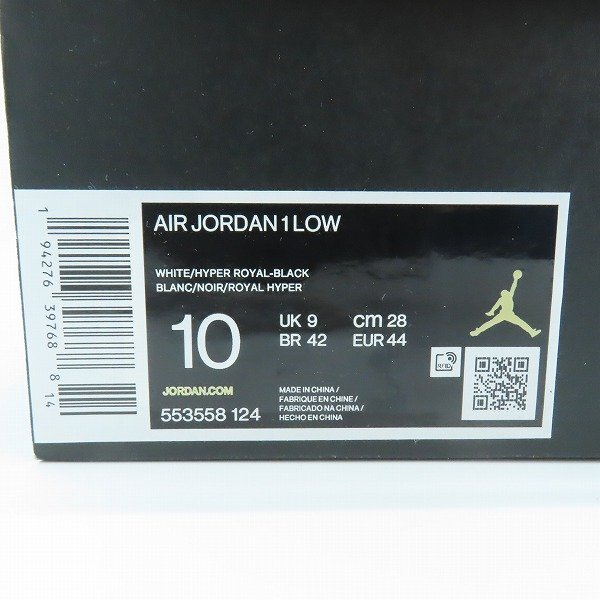 AIR JORDAN 1 LOW
WHITE/HYPER ROYAL-BLACK
BLANC/NOIR/ROYAL HYPER
10
UK 9 cm 28
BR 42 EUR 44
JORDAN.COM
553558 124
MADE IN CHINA /
FABRIQUE EN CHINE /
FABRICADO NA CHINA /
HECHO EN CHINA
1 94276 39768 8 14